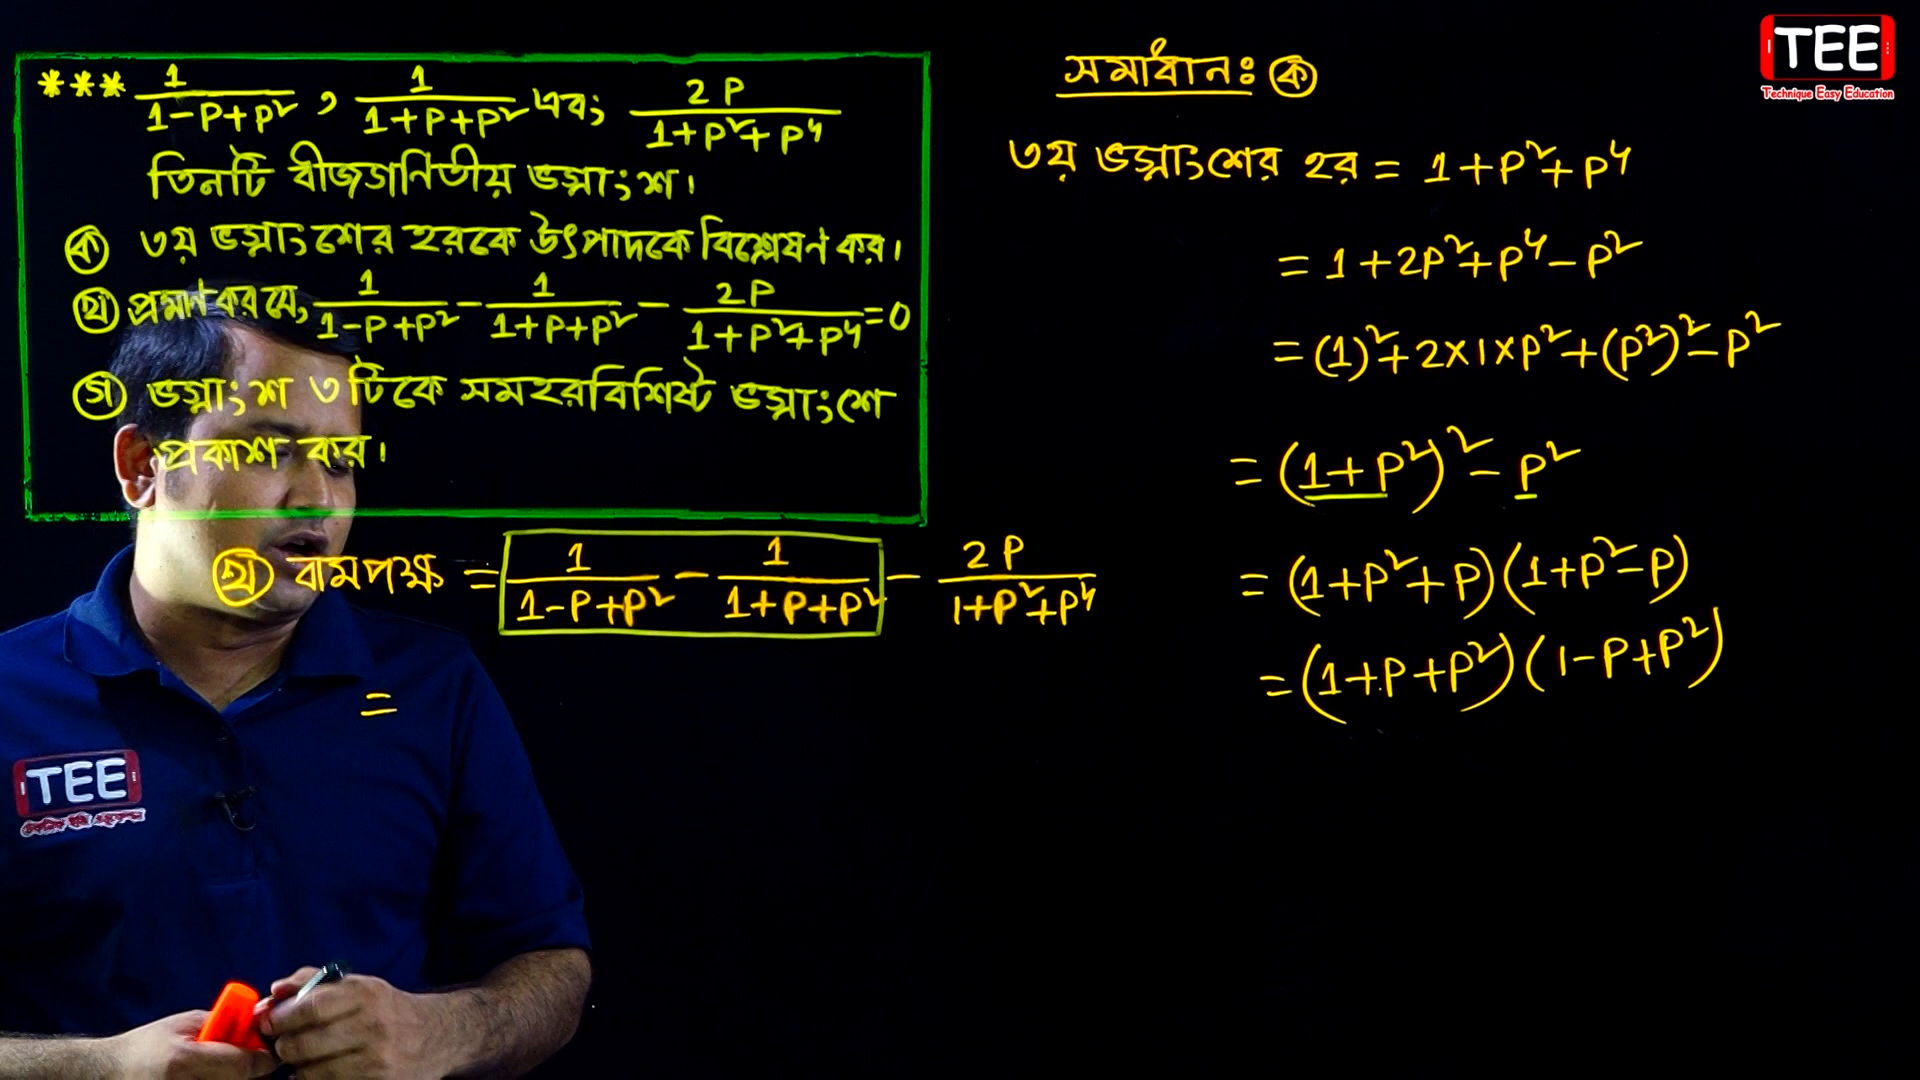 *** 1/(1-P+P²) , 1/(1+P+P²) এবং 2P/(1+P²+P⁴)
তিনটি বীজগণিতীয় ভগ্নাংশ।
ক ৩য় ভগ্নাংশের হরকে উৎপাদকে বিশ্লেষণ কর।
খ প্রমাণ কর যে, 1/(1-P+P²) - 1/(1+P+P²) - 2P/(1+P²+P⁴) = 0
গ ভগ্নাংশ ৩টিকে সমহরবিশিষ্ট ভগ্নাংশে
প্রকাশ কর।
খ বামপক্ষ = 1/(1-P+P²) - 1/(1+P+P²) - 2P/(1+P²+P⁴)
=
সমাধান: ক
৩য় ভগ্নাংশের হর = 1+P²+P⁴
= 1+2P²+P⁴-P²
= (1)²+2×1×P²+(P²)²-P²
= (1+P²)²-P²
= (1+P²+P)(1+P²-P)
= (1+P+P²)(1-P+P²)
TEE
Technique Easy Education
TEE